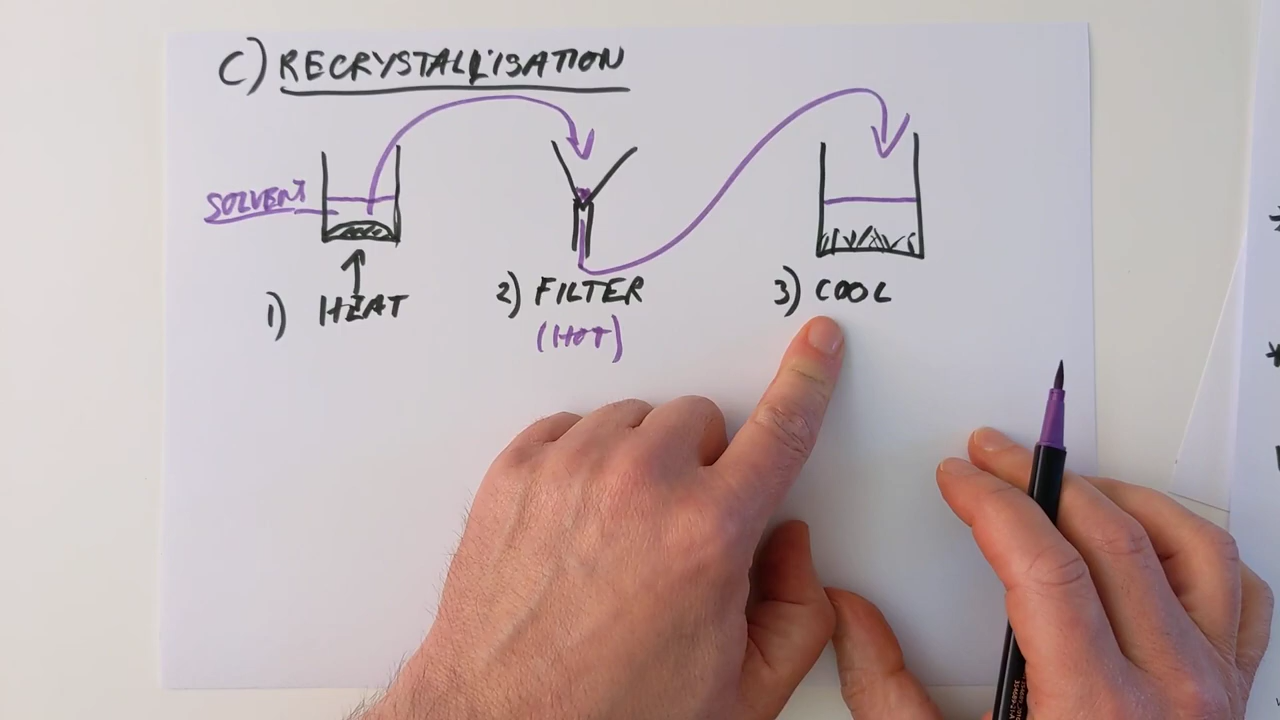 C) RECRYSTALLISATION
SOLVENT
1) HEAT
2) FILTER
(HOT)
3) COOL